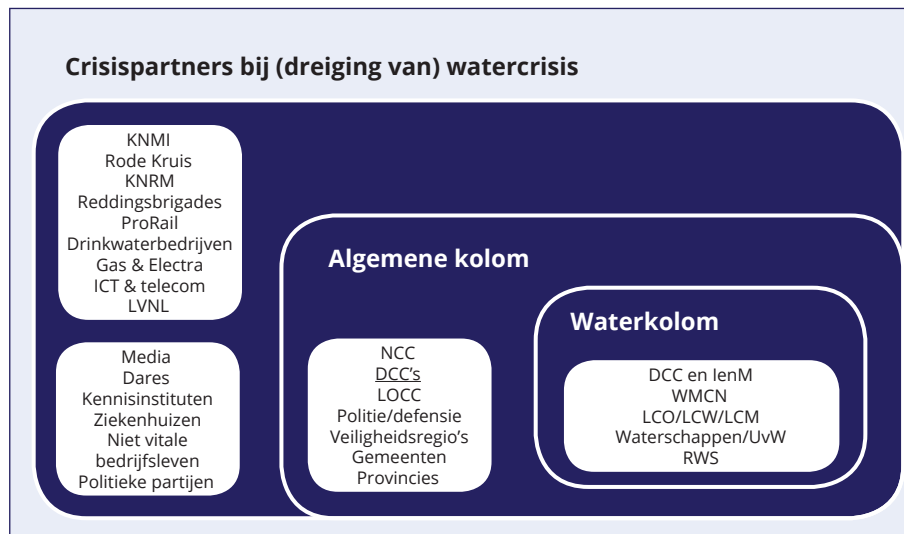 Crisispartners bij (dreiging van) watercrisis
KNMI
Rode Kruis
KNRM
Reddingsbrigades
ProRail
Drinkwaterbedrijven
Gas & Electra
ICT & telecom
LVNL
Media
Dares
Kennisinstituten
Ziekenhuizen
Niet vitale
bedrijfsleven
Politieke partijen
Algemene kolom
NCC
DCC's
LOCC
Politie/defensie
Veiligheidsregio's
Gemeenten
Provincies
Waterkolom
DCC en IenM
WMCN
LCO/LCW/LCM
Waterschappen/UvW
RWS